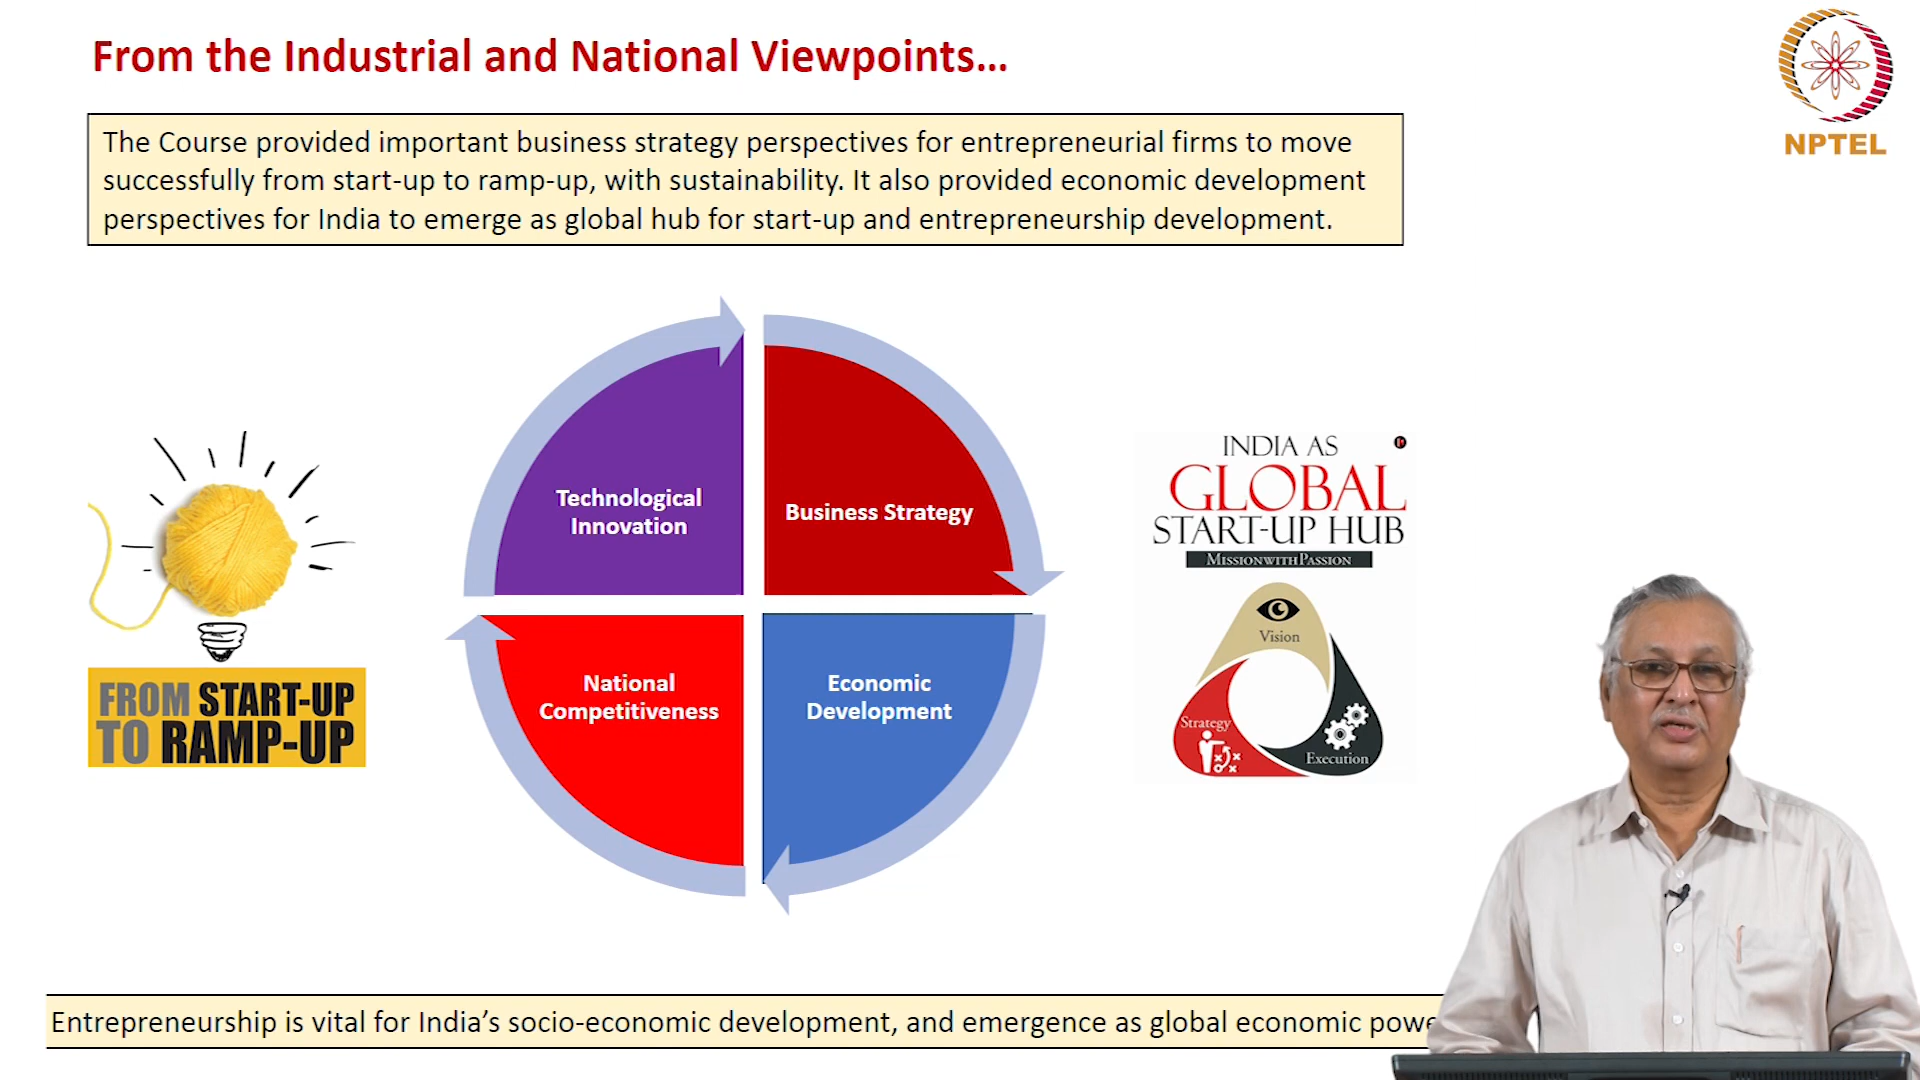 From the Industrial and National Viewpoints...
NPTEL
The Course provided important business strategy perspectives for entrepreneurial firms to move
successfully from start-up to ramp-up, with sustainability. It also provided economic development
perspectives for India to emerge as global hub for start-up and entrepreneurship development.
Technological
Innovation
Business Strategy
National
Competitiveness
Economic
Development
FROM START-UP
TO RAMP-UP
INDIA AS
GLOBAL
START-UP HUB
MISSION WITH PASSION
Vision
Strategy
Execution
Entrepreneurship is vital for India's socio-economic development, and emergence as global economic